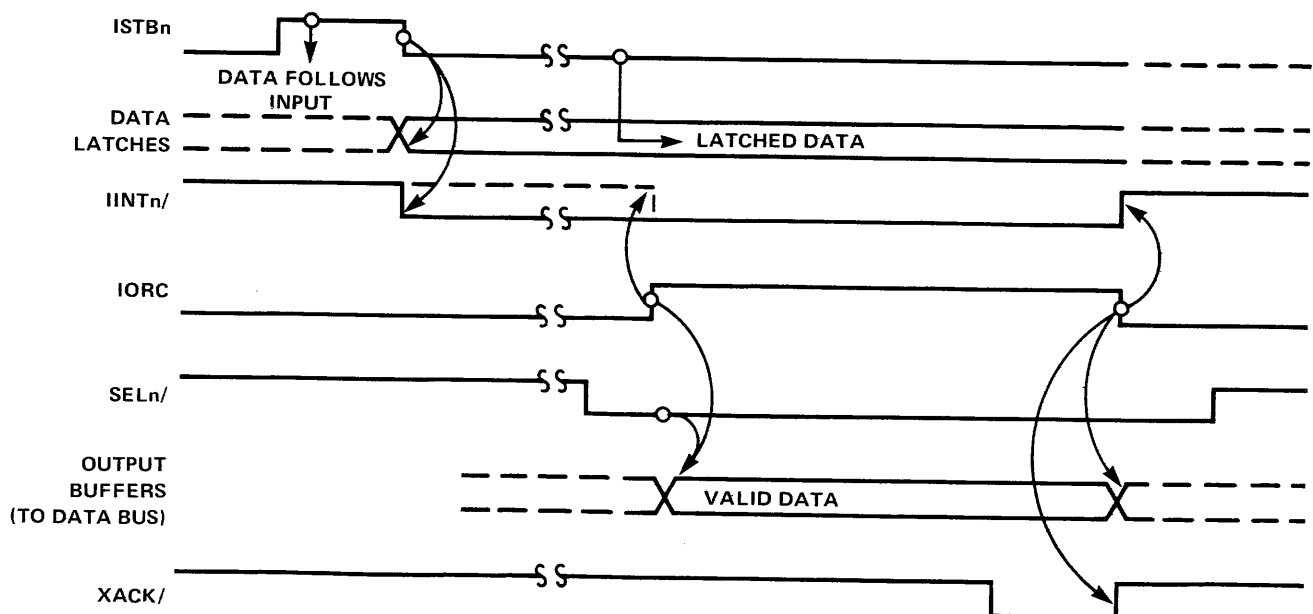 ISTBn
DATA FOLLOWS
INPUT
DATA
LATCHES
LATCHED DATA
IINTn/
IORC
SELn/
OUTPUT
BUFFERS
(TO DATA BUS)
VALID DATA
XACK/